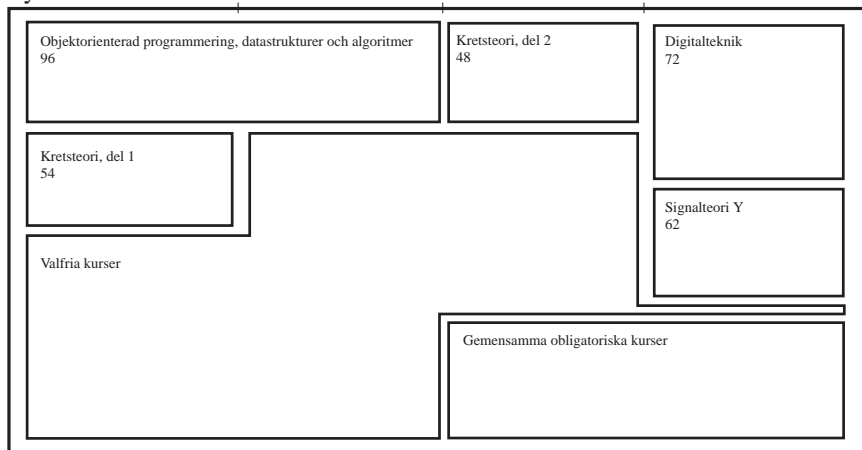 Objektorienterad programmering, datastrukturer och algoritmer
96
Kretsteori, del 2
48
Digitalteknik
72
Kretsteori, del 1
54
Signalteori Y
62
Valfria kurser
Gemensamma obligatoriska kurser